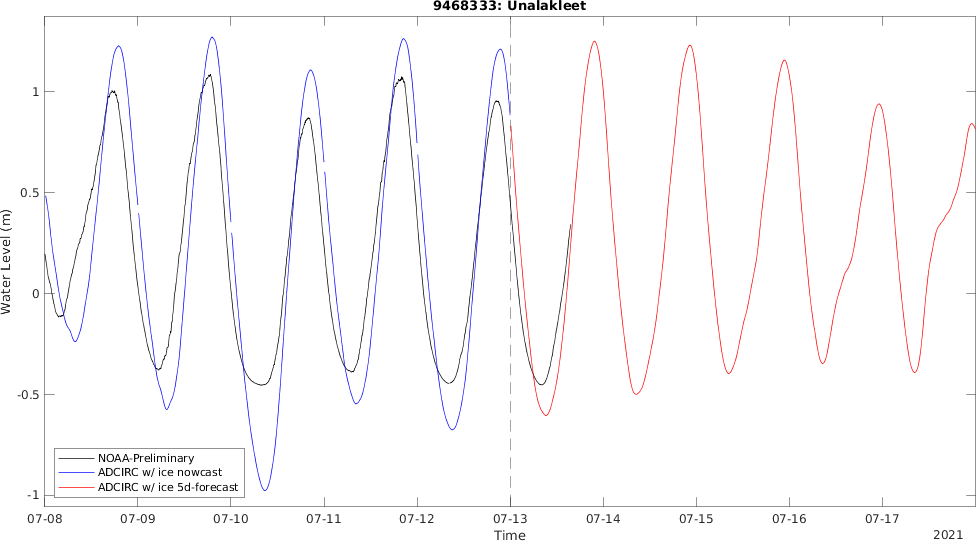 9468333: Unalakleet
Water Level (m)
1
0.5
0
-0.5
-1
NOAA-Preliminary
ADCIRC w/ ice nowcast
ADCIRC w/ ice 5d-forecast
07-08 07-09 07-10 07-11 07-12 07-13 07-14 07-15 07-16 07-17
Time
2021